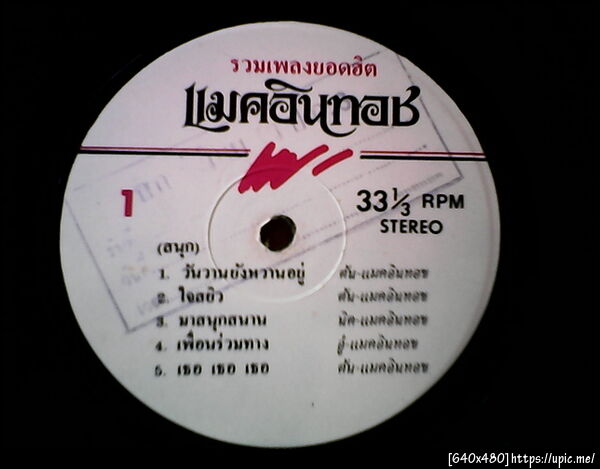 รวมเพลงยอดฮิต
แมคอินทอช
1
33 1/3 RPM
STEREO
(สนุก)
1. วันวานยังหวานอยู่ ต้น-แมคอินทอช
2. ใจสยิว ต้น-แมคอินทอช
3. มาสนุกสนาน นิค-แมคอินทอช
4. เพื่อนร่วมทาง อู๋-แมคอินทอช
5. เธอ เธอ เธอ ต้น-แมคอินทอช
[640x480]https://upic.me/